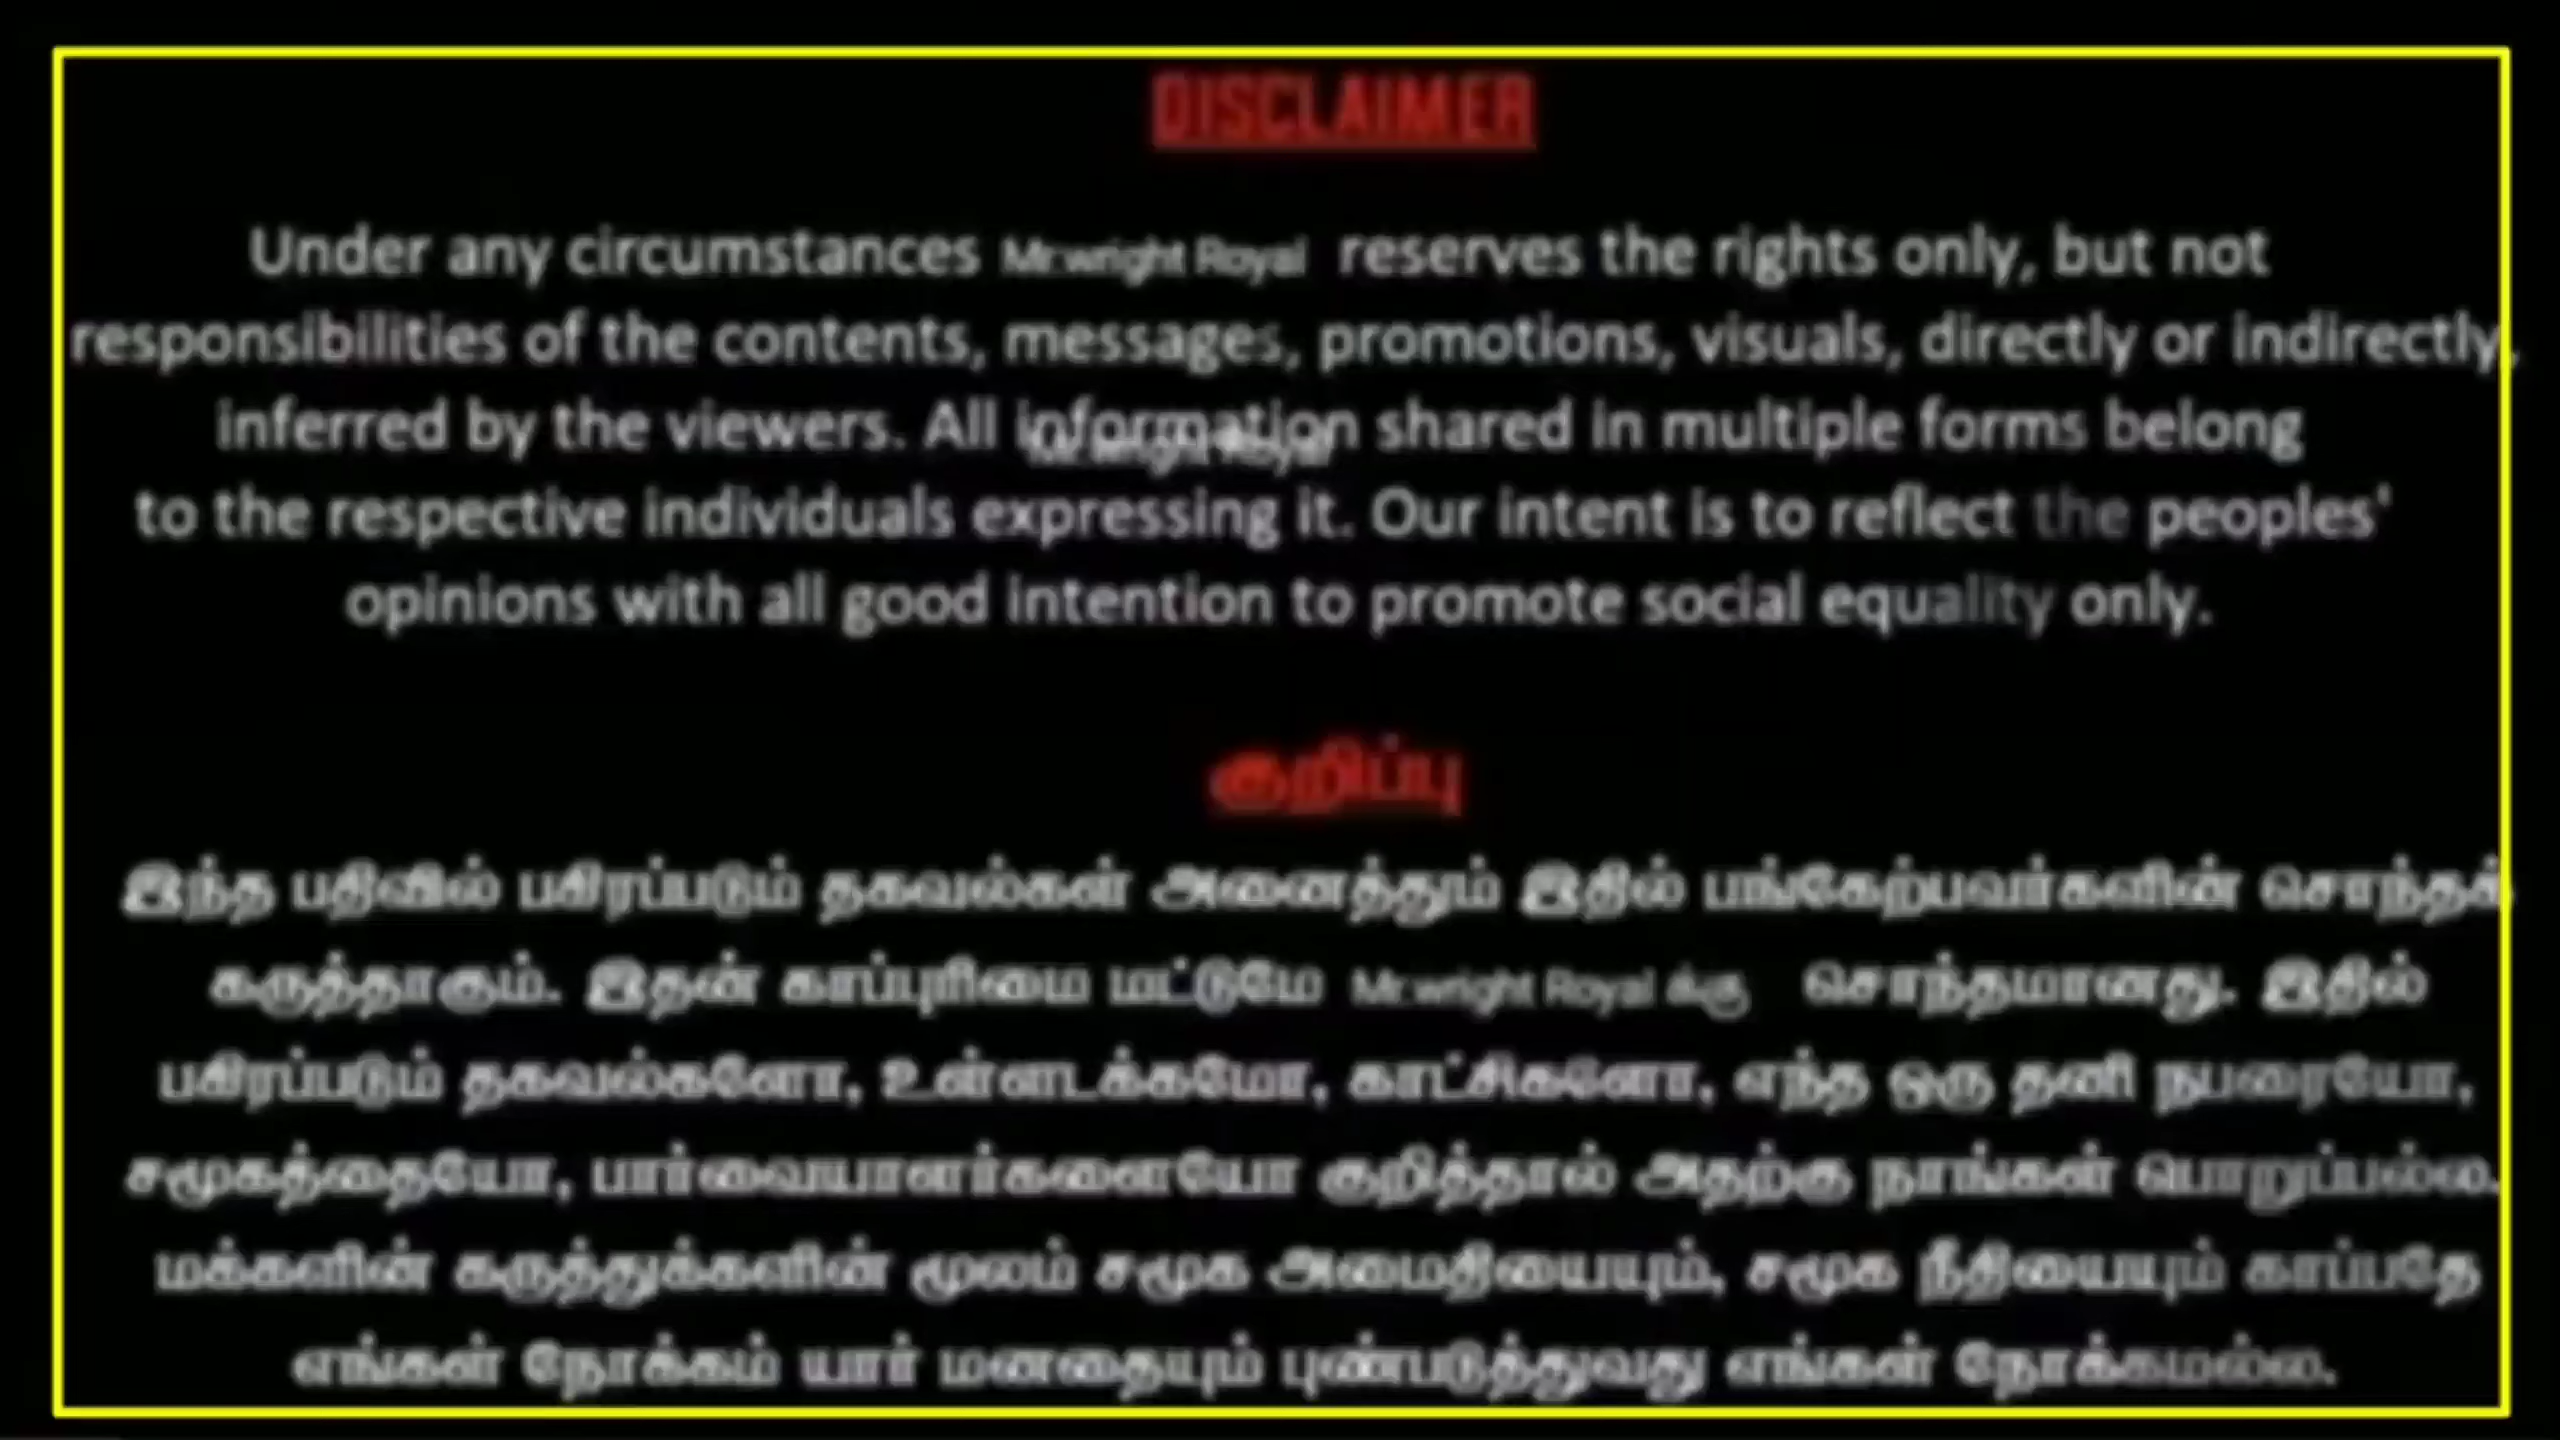 DISCLAIMER
Under any circumstances Mr.wright Royal reserves the rights only, but not
responsibilities of the contents, messages, promotions, visuals, directly or indirectly,
inferred by the viewers. All information shared in multiple forms belong
Mr.wright Royal
to the respective individuals expressing it. Our intent is to reflect the peoples'
opinions with all good intention to promote social equality only.
குறிப்பு
இந்த பதிவில் பகிரப்படும் தகவல்கள் அனைத்தும் இதில் பங்கேற்பவர்களின் சொந்தக்
கருத்தாகும். இதன் காப்புரிமை மட்டுமே Mr.wright Royal க்கு சொந்தமானது. இதில்
பகிரப்படும் தகவல்களோ, உள்ளடக்கமோ, காட்சிகளோ, எந்த ஒரு தனி நபரையோ,
சமூகத்தையோ, பார்வையாளர்களையோ குறித்தால் அதற்கு நாங்கள் பொறுப்பல்ல.
மக்களின் கருத்துக்களின் மூலம் சமூக அமைதியையும், சமூக நீதியையும் காப்பதே
எங்கள் நோக்கம் யார் மனதையும் புண்படுத்துவது எங்கள் நோக்கமல்ல.